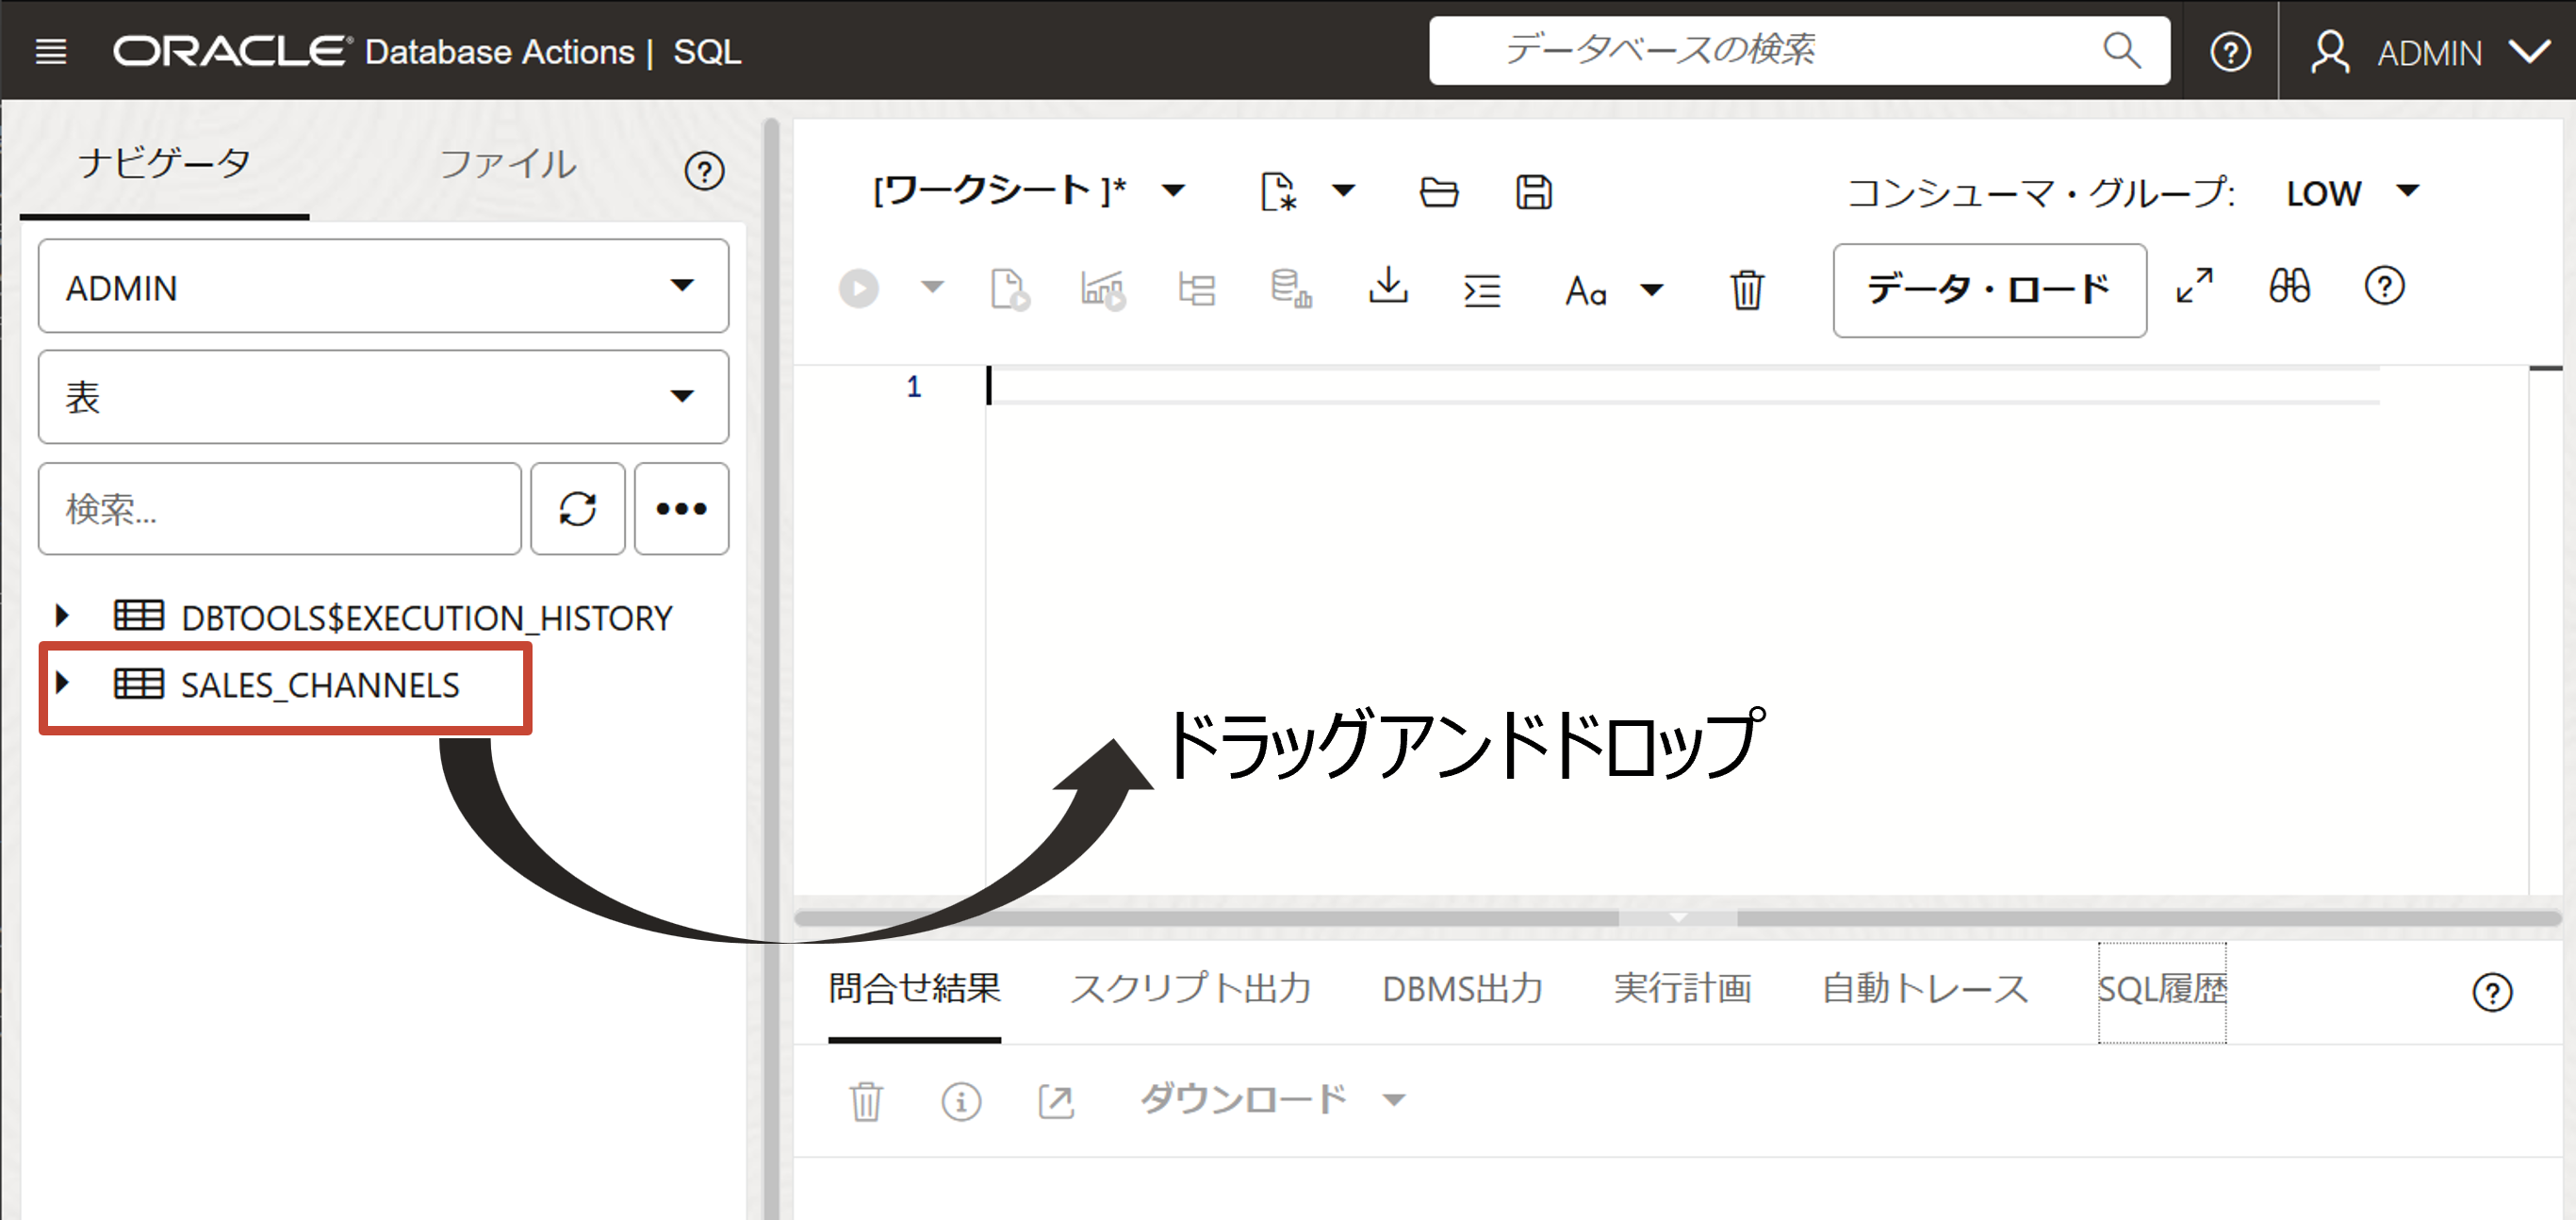 ORACLE Database Actions | SQL
データベースの検索
ADMIN
ナビゲータ
ファイル
ADMIN
表
検索...
DBTOOLS$EXECUTION_HISTORY
SALES_CHANNELS
[ワークシート ]*
コンシューマ・グループ: LOW
Aa
データ・ロード
1
ドラッグアンドドロップ
問合せ結果
スクリプト出力
DBMS出力
実行計画
自動トレース
SQL履歴
ダウンロード